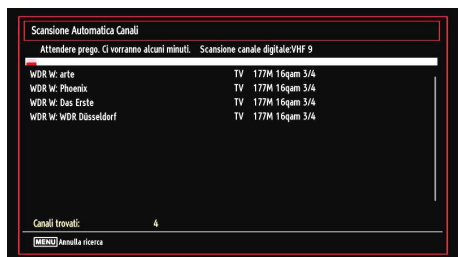 Scansione Automatica Canali
Attendere prego. Ci vorranno alcuni minuti. Scansione canale digitale:VHF 9
WDR W: arte TV 177M 16qam 3/4
WDR W: Phoenix TV 177M 16qam 3/4
WDR W: Das Erste TV 177M 16qam 3/4
WDR W: WDR Düsseldorf TV 177M 16qam 3/4
Canali trovati: 4
MENU Annulla ricerca